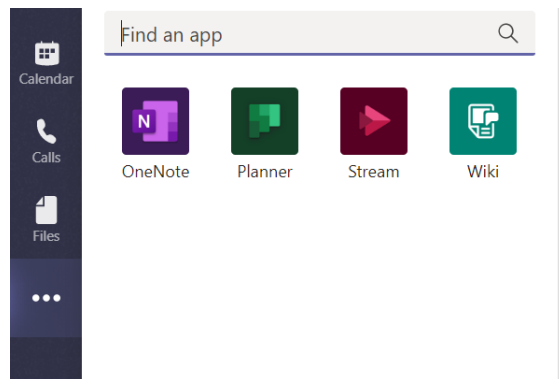 Find an app
Calendar
Calls
Files
N
OneNote
Planner
Stream
Wiki